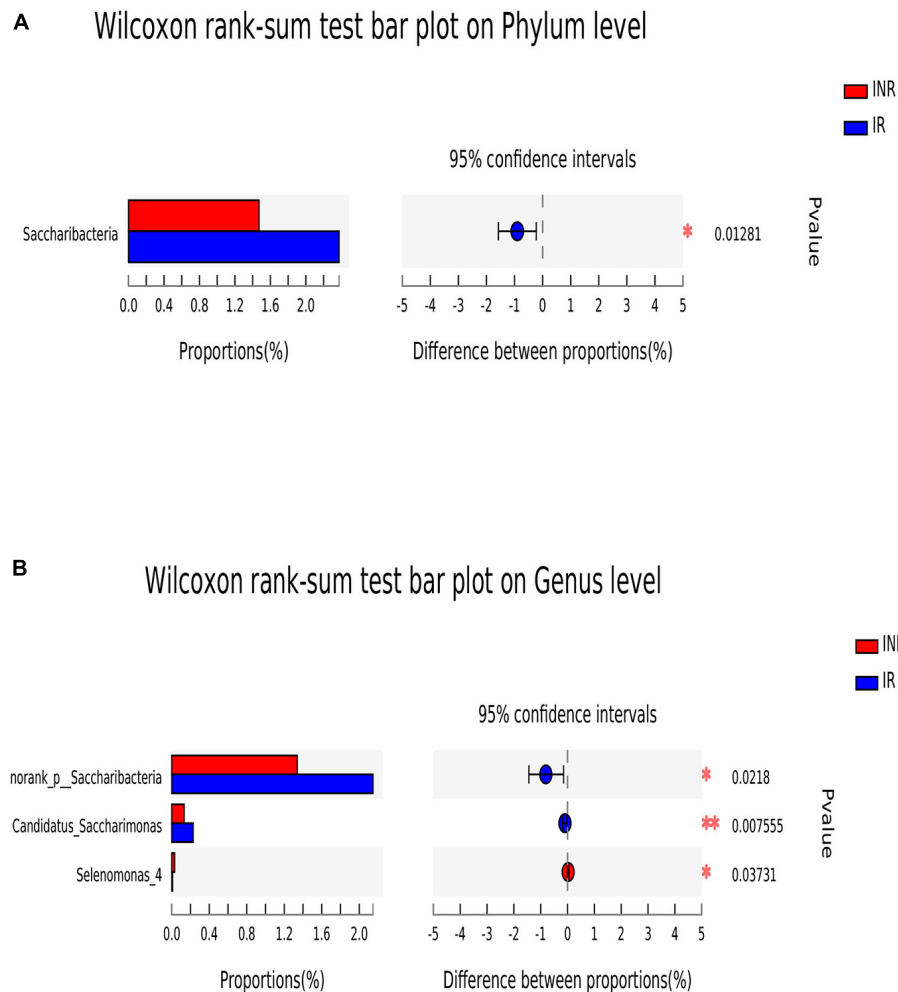 A
Wilcoxon rank-sum test bar plot on Phylum level
INR
IR
95% confidence intervals
Saccharibacteria
* 0.01281
Pvalue
0.0 0.4 0.8 1.2 1.6 2.0
-5 -4 -3 -2 -1 0 1 2 3 4 5
Proportions(%)
Difference between proportions(%)
B
Wilcoxon rank-sum test bar plot on Genus level
IN
IR
95% confidence intervals
norank_p__Saccharibacteria
* 0.0218
Candidatus_Saccharimonas
** 0.007555
Selenomonas_4
* 0.03731
Pvalue
0.0 0.4 0.8 1.2 1.6 2.0
-5 -4 -3 -2 -1 0 1 2 3 4 5
Proportions(%)
Difference between proportions(%)